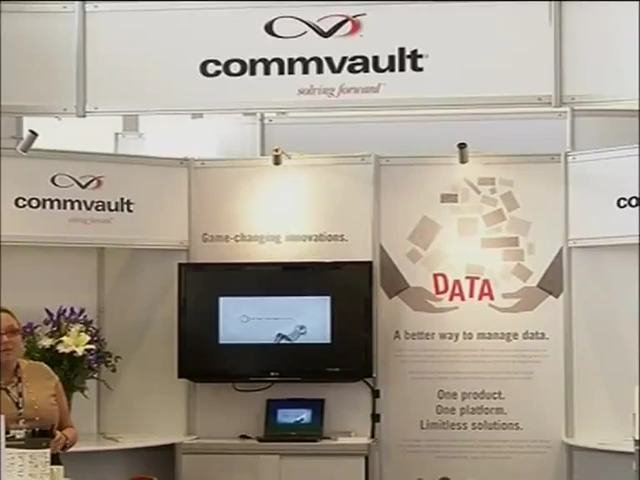 commvault
solving forward
commvault
solving forward
co
Game-changing innovations.
DATA
A better way to manage data.
One product.
One platform.
Limitless solutions.